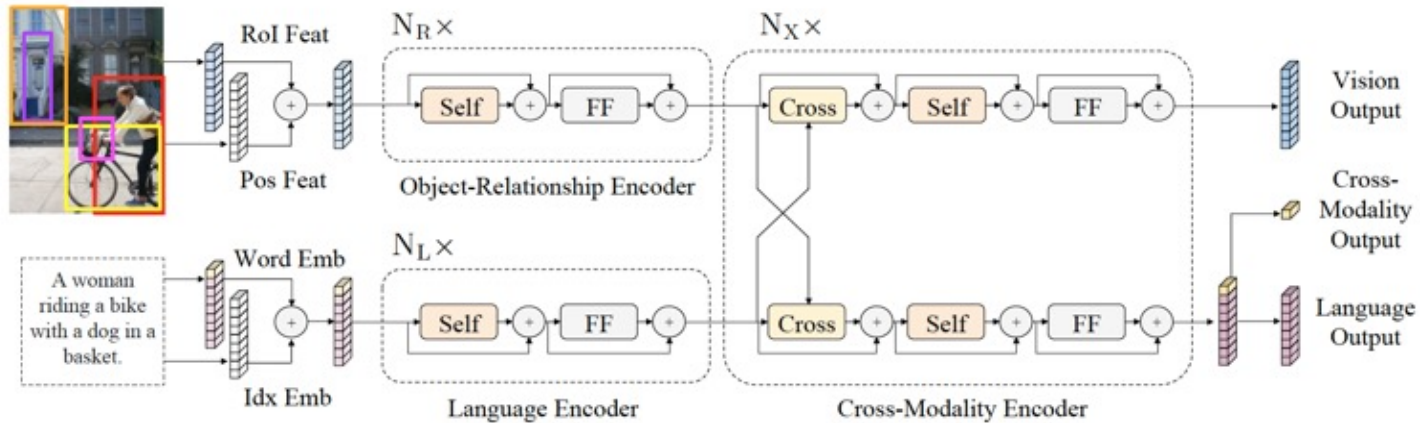 RoI Feat
Pos Feat
N_R×
Self
+
FF
+
Object-Relationship Encoder
A woman
riding a bike
with a dog in a
basket.
Word Emb
+
Idx Emb
N_L×
Self
+
FF
+
Language Encoder
N_X×
Cross
+
Self
+
FF
+
Cross
+
Self
+
FF
+
Cross-Modality Encoder
Vision
Output
Cross-
Modality
Output
Language
Output